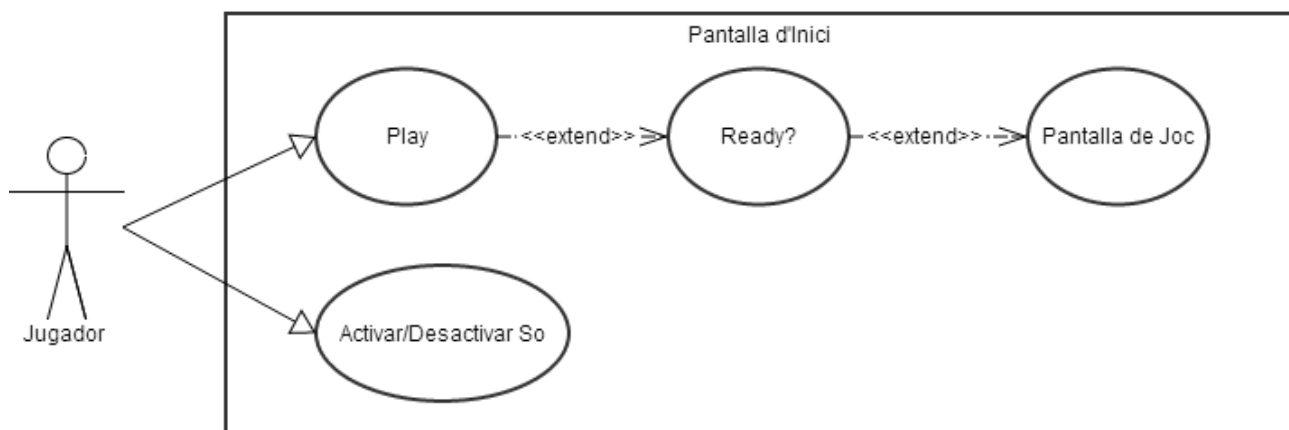 Pantalla d'Inici
Play
<<extend>>
Ready?
<<extend>>
Pantalla de Joc
Jugador
Activar/Desactivar So